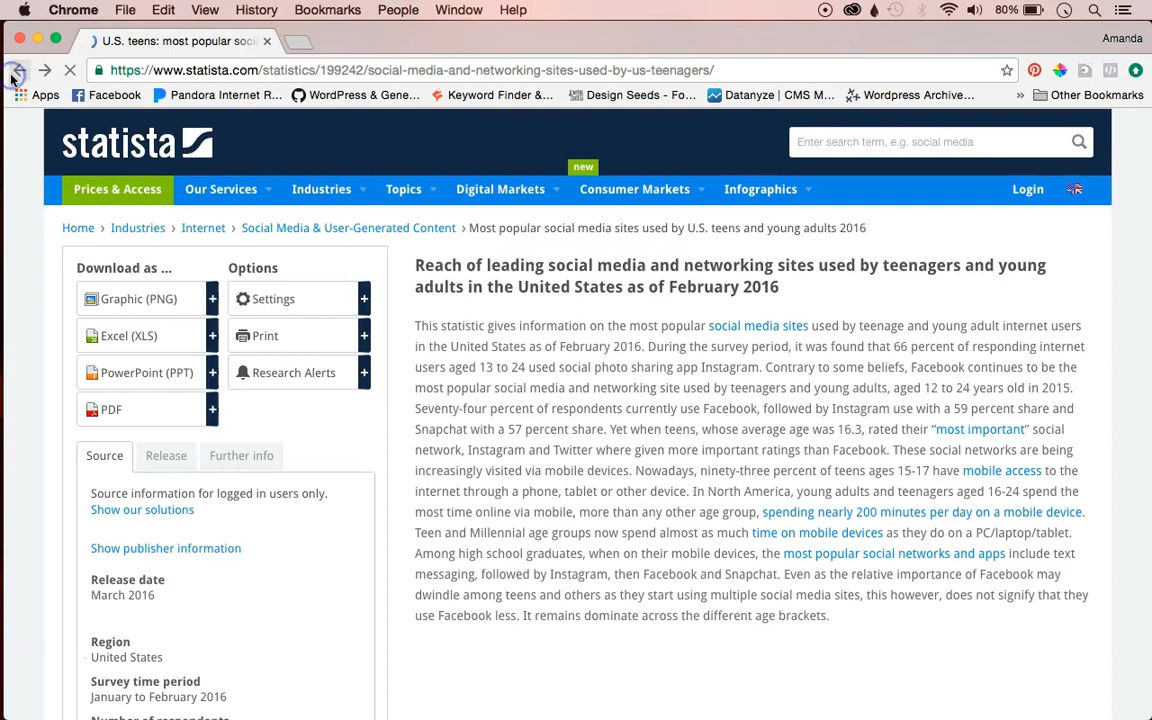 Chrome File Edit View History Bookmarks People Window Help 80%
U.S. teens: most popular soci Amanda
https://www.statista.com/statistics/199242/social-media-and-networking-sites-used-by-us-teenagers/
Apps Facebook Pandora Internet R... WordPress & Gene... Keyword Finder &... Design Seeds - Fo... Datanyze | CMS M... Wordpress Archive... » Other Bookmarks
statista
Enter search term, e.g. social media
new
Prices & Access Our Services Industries Topics Digital Markets Consumer Markets Infographics Login
Home › Industries › Internet › Social Media & User-Generated Content › Most popular social media sites used by U.S. teens and young adults 2016
Download as ... Options
Graphic (PNG) + Settings +
Excel (XLS) + Print +
PowerPoint (PPT) + Research Alerts +
PDF +
Source Release Further info
Source information for logged in users only.
Show our solutions
Show publisher information
Release date
March 2016
Region
United States
Survey time period
January to February 2016
Number of respondents
Reach of leading social media and networking sites used by teenagers and young
adults in the United States as of February 2016
This statistic gives information on the most popular social media sites used by teenage and young adult internet users
in the United States as of February 2016. During the survey period, it was found that 66 percent of responding internet
users aged 13 to 24 used social photo sharing app Instagram. Contrary to some beliefs, Facebook continues to be the
most popular social media and networking site used by teenagers and young adults, aged 12 to 24 years old in 2015.
Seventy-four percent of respondents currently use Facebook, followed by Instagram use with a 59 percent share and
Snapchat with a 57 percent share. Yet when teens, whose average age was 16.3, rated their “most important” social
network, Instagram and Twitter where given more important ratings than Facebook. These social networks are being
increasingly visited via mobile devices. Nowadays, ninety-three percent of teens ages 15-17 have mobile access to the
internet through a phone, tablet or other device. In North America, young adults and teenagers aged 16-24 spend the
most time online via mobile, more than any other age group, spending nearly 200 minutes per day on a mobile device.
Teen and Millennial age groups now spend almost as much time on mobile devices as they do on a PC/laptop/tablet.
Among high school graduates, when on their mobile devices, the most popular social networks and apps include text
messaging, followed by Instagram, then Facebook and Snapchat. Even as the relative importance of Facebook may
dwindle among teens and others as they start using multiple social media sites, this however, does not signify that they
use Facebook less. It remains dominate across the different age brackets.